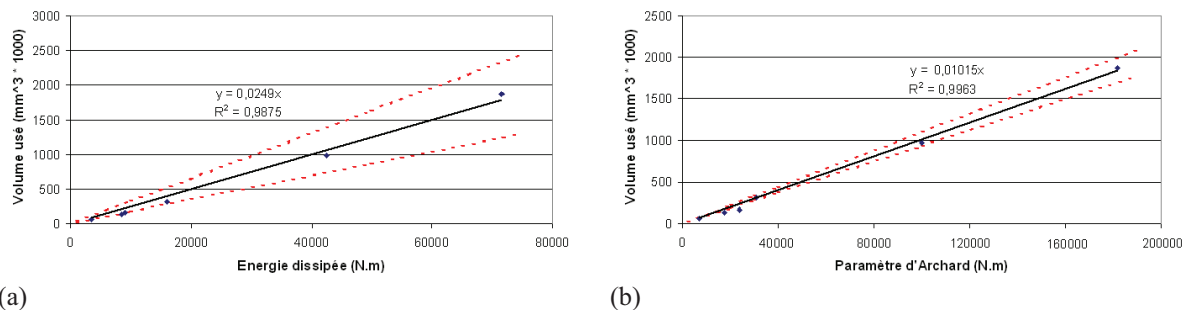 3000
2500
2000
1500
1000
500
0
Volume usé (mm^3 * 1000)
y = 0,0249x
R² = 0,9875
0 20000 40000 60000 80000
Energie dissipée (N.m)
(a)
2500
2000
1500
1000
500
0
Volume usé (mm^3 * 1000)
y = 0,01015x
R² = 0,9963
0 40000 80000 120000 160000 200000
Paramètre d'Archard (N.m)
(b)